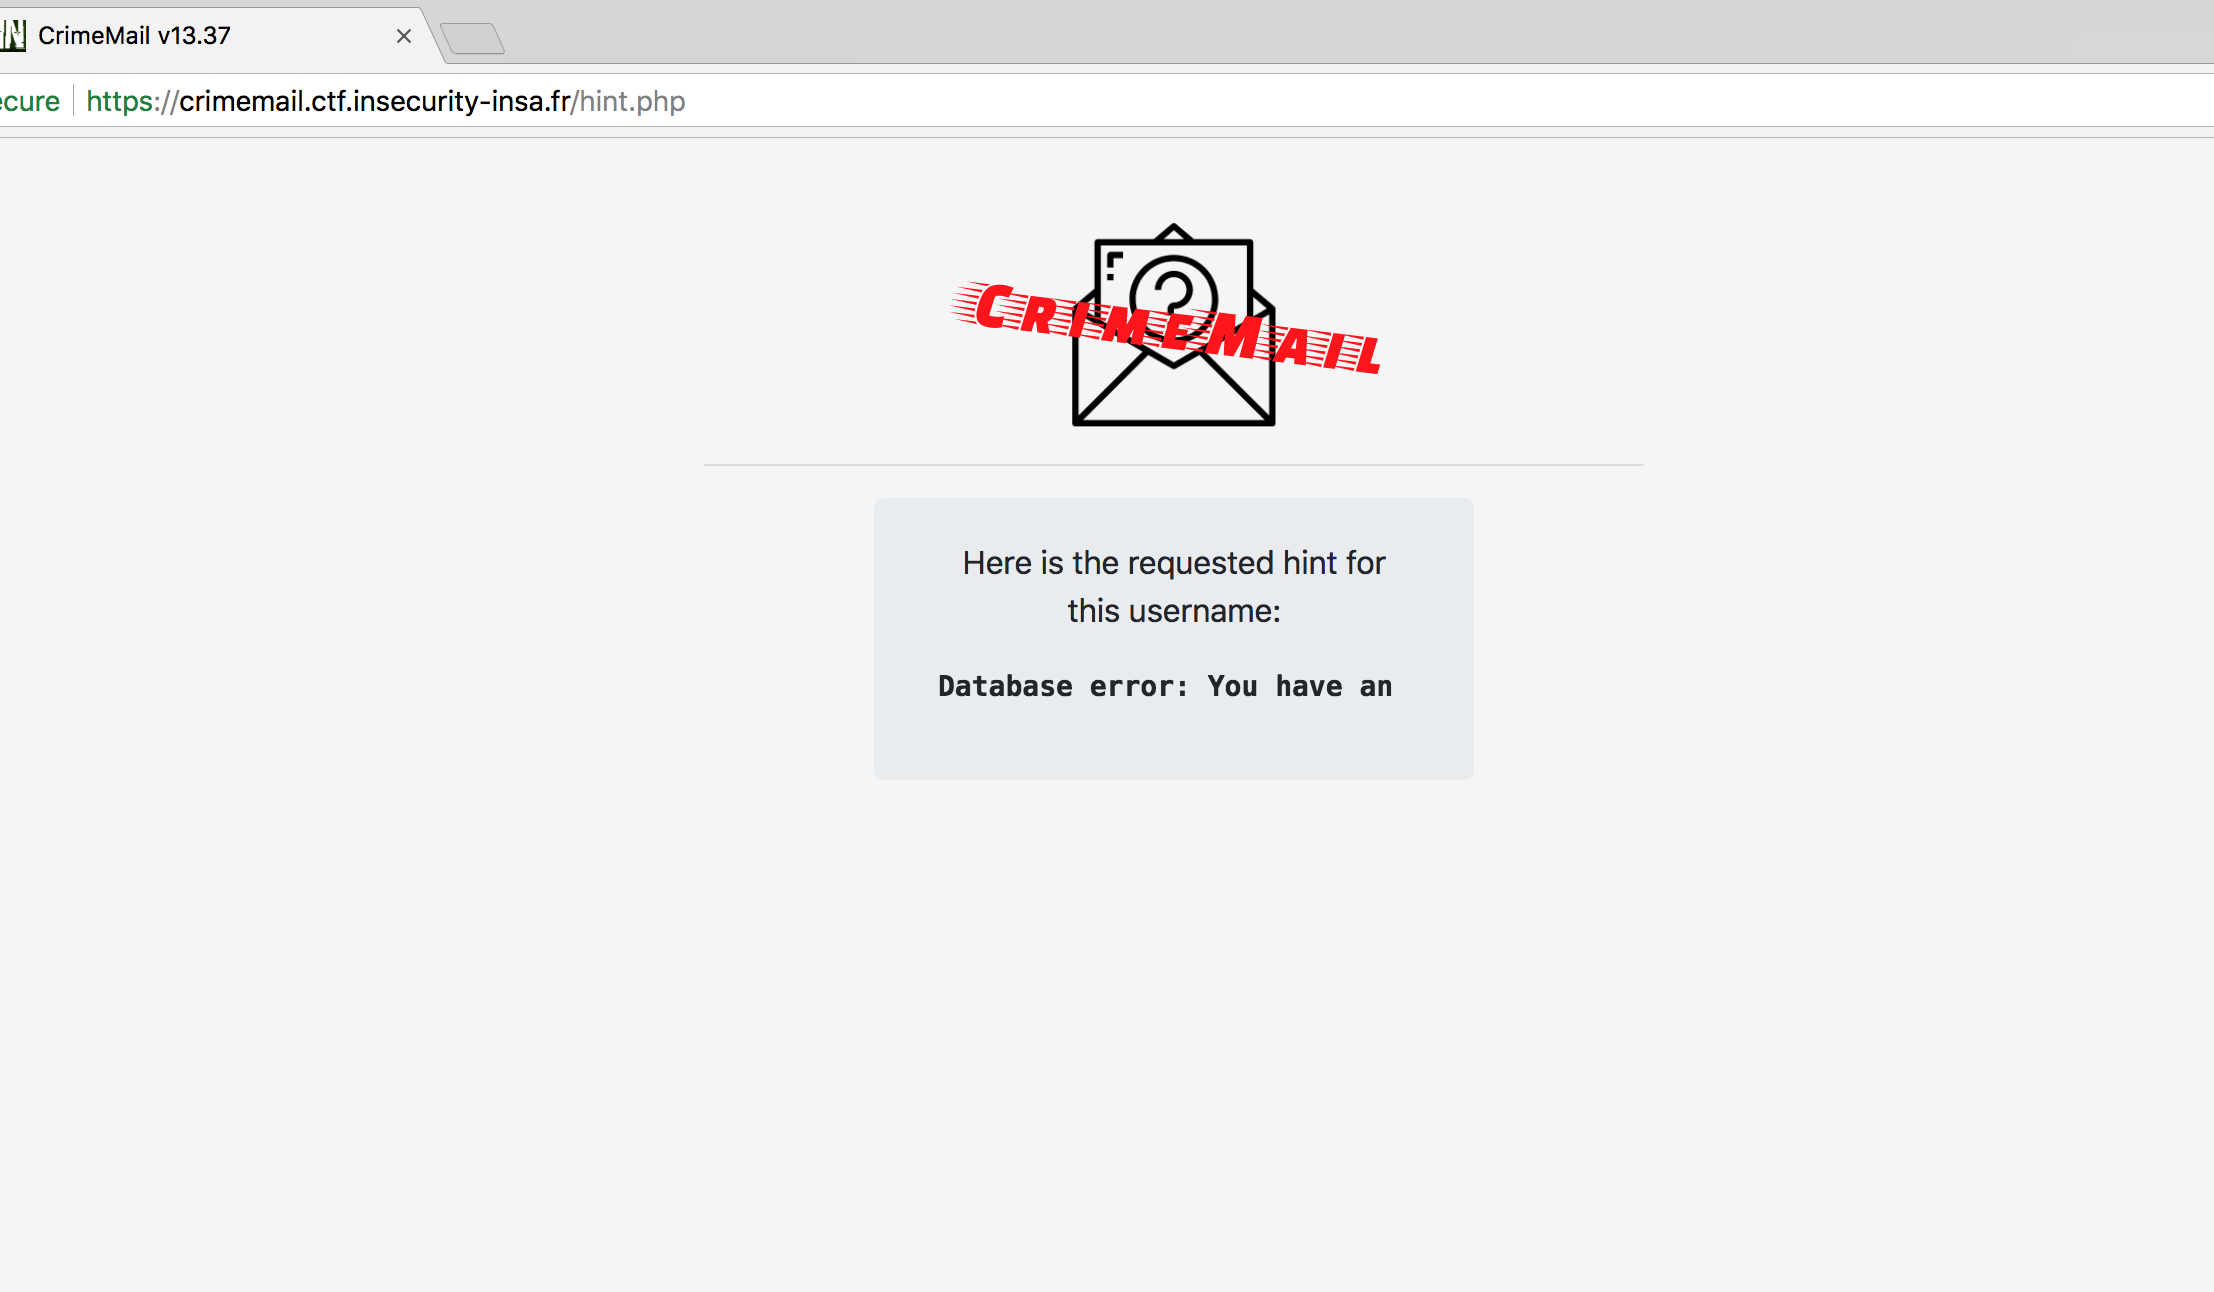 CrimeMail v13.37
https://crimemail.ctf.insecurity-insa.fr/hint.php
CrimeMail
Here is the requested hint for
this username:
Database error: You have an